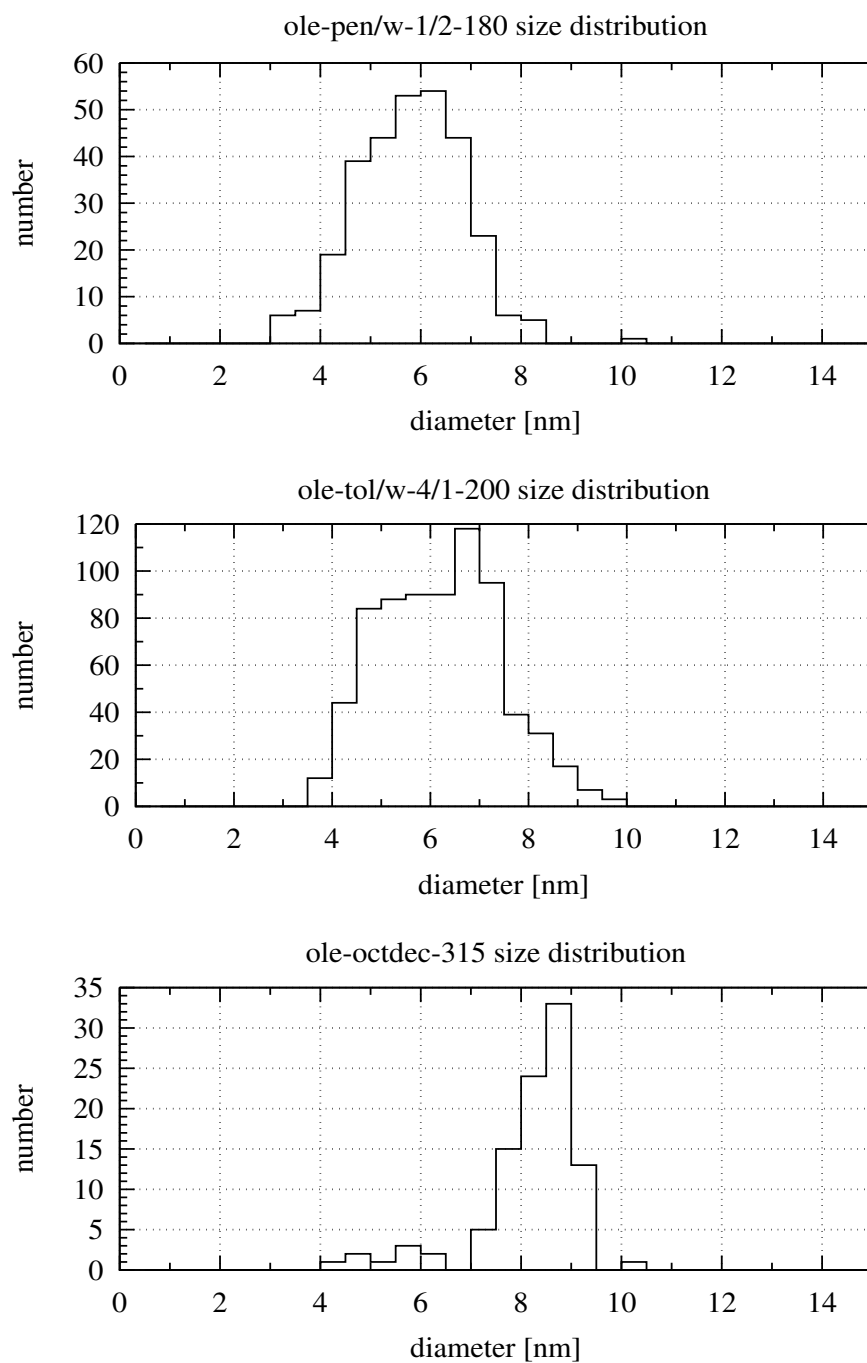 ole-pen/w-1/2-180 size distribution
60
50
40
30
20
10
0
number
0 2 4 6 8 10 12 14
diameter [nm]
ole-tol/w-4/1-200 size distribution
120
100
80
60
40
20
0
number
0 2 4 6 8 10 12 14
diameter [nm]
ole-octdec-315 size distribution
35
30
25
20
15
10
5
0
number
0 2 4 6 8 10 12 14
diameter [nm]